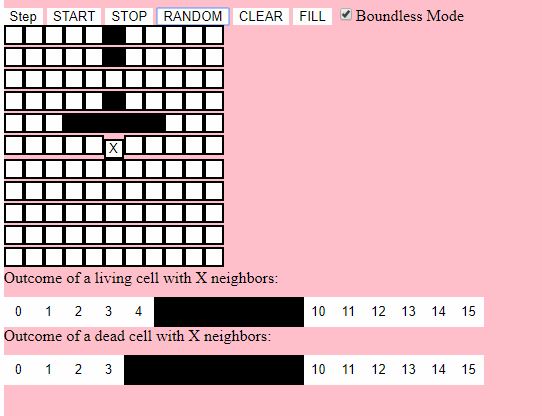 Step START STOP RANDOM CLEAR FILL Boundless Mode
X
Outcome of a living cell with X neighbors:
0 1 2 3 4 10 11 12 13 14 15
Outcome of a dead cell with X neighbors:
0 1 2 3 10 11 12 13 14 15